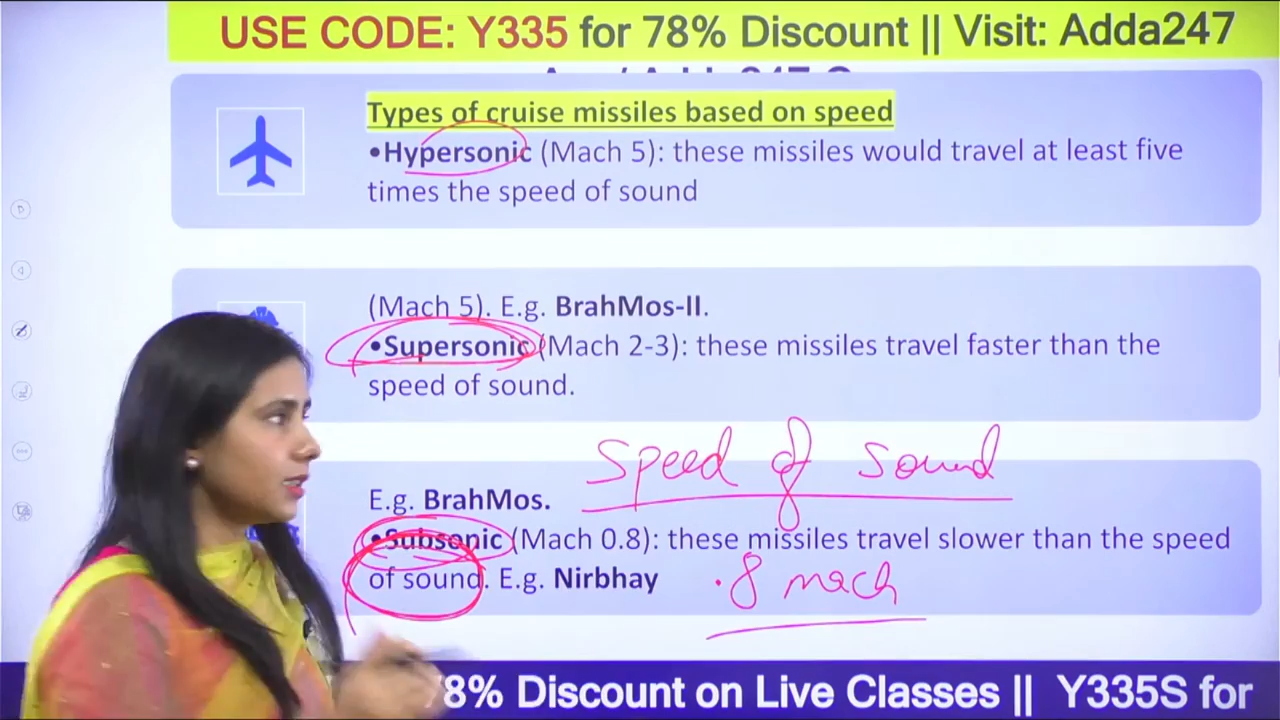 USE CODE: Y335 for 78% Discount || Visit: Adda247
Types of cruise missiles based on speed
•Hypersonic (Mach 5): these missiles would travel at least five
times the speed of sound
(Mach 5). E.g. BrahMos-II.
•Supersonic (Mach 2-3): these missiles travel faster than the
speed of sound.
Speed of sound
E.g. BrahMos.
•Subsonic (Mach 0.8): these missiles travel slower than the speed
of sound. E.g. Nirbhay
.8 mach
78% Discount on Live Classes || Y335S for